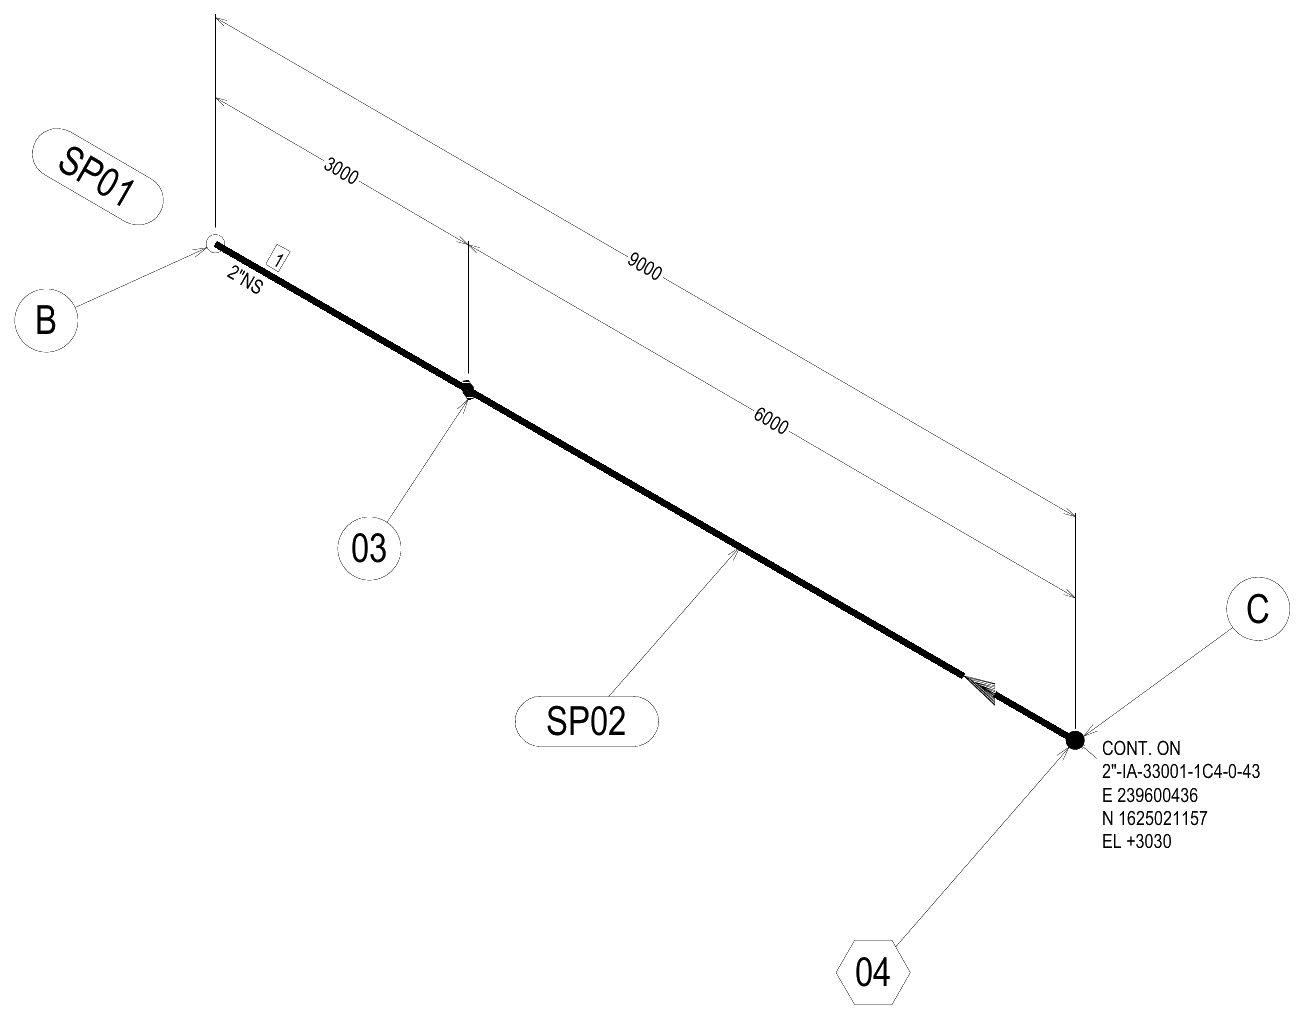 SP01
3000
9000
1
2"NS
B
6000
03
C
SP02
CONT. ON
2"-IA-33001-1C4-0-43
E 239600436
N 1625021157
EL +3030
04